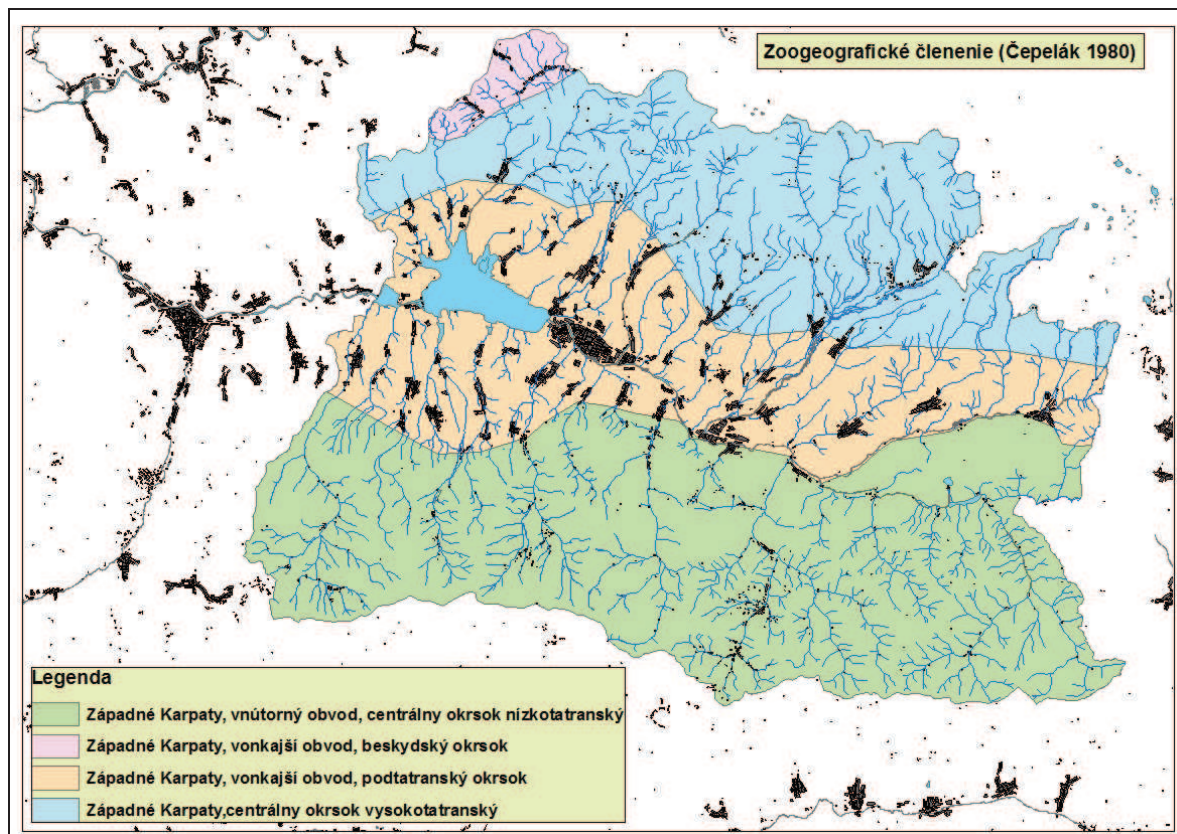 Zoogeografické členenie (Čepelák 1980)
Legenda
Západné Karpaty, vnútorný obvod, centrálny okrsok nízkotatranský
Západné Karpaty, vonkajší obvod, beskydský okrsok
Západné Karpaty, vonkajší obvod, podtatranský okrsok
Západné Karpaty,centrálny okrsok vysokotatranský